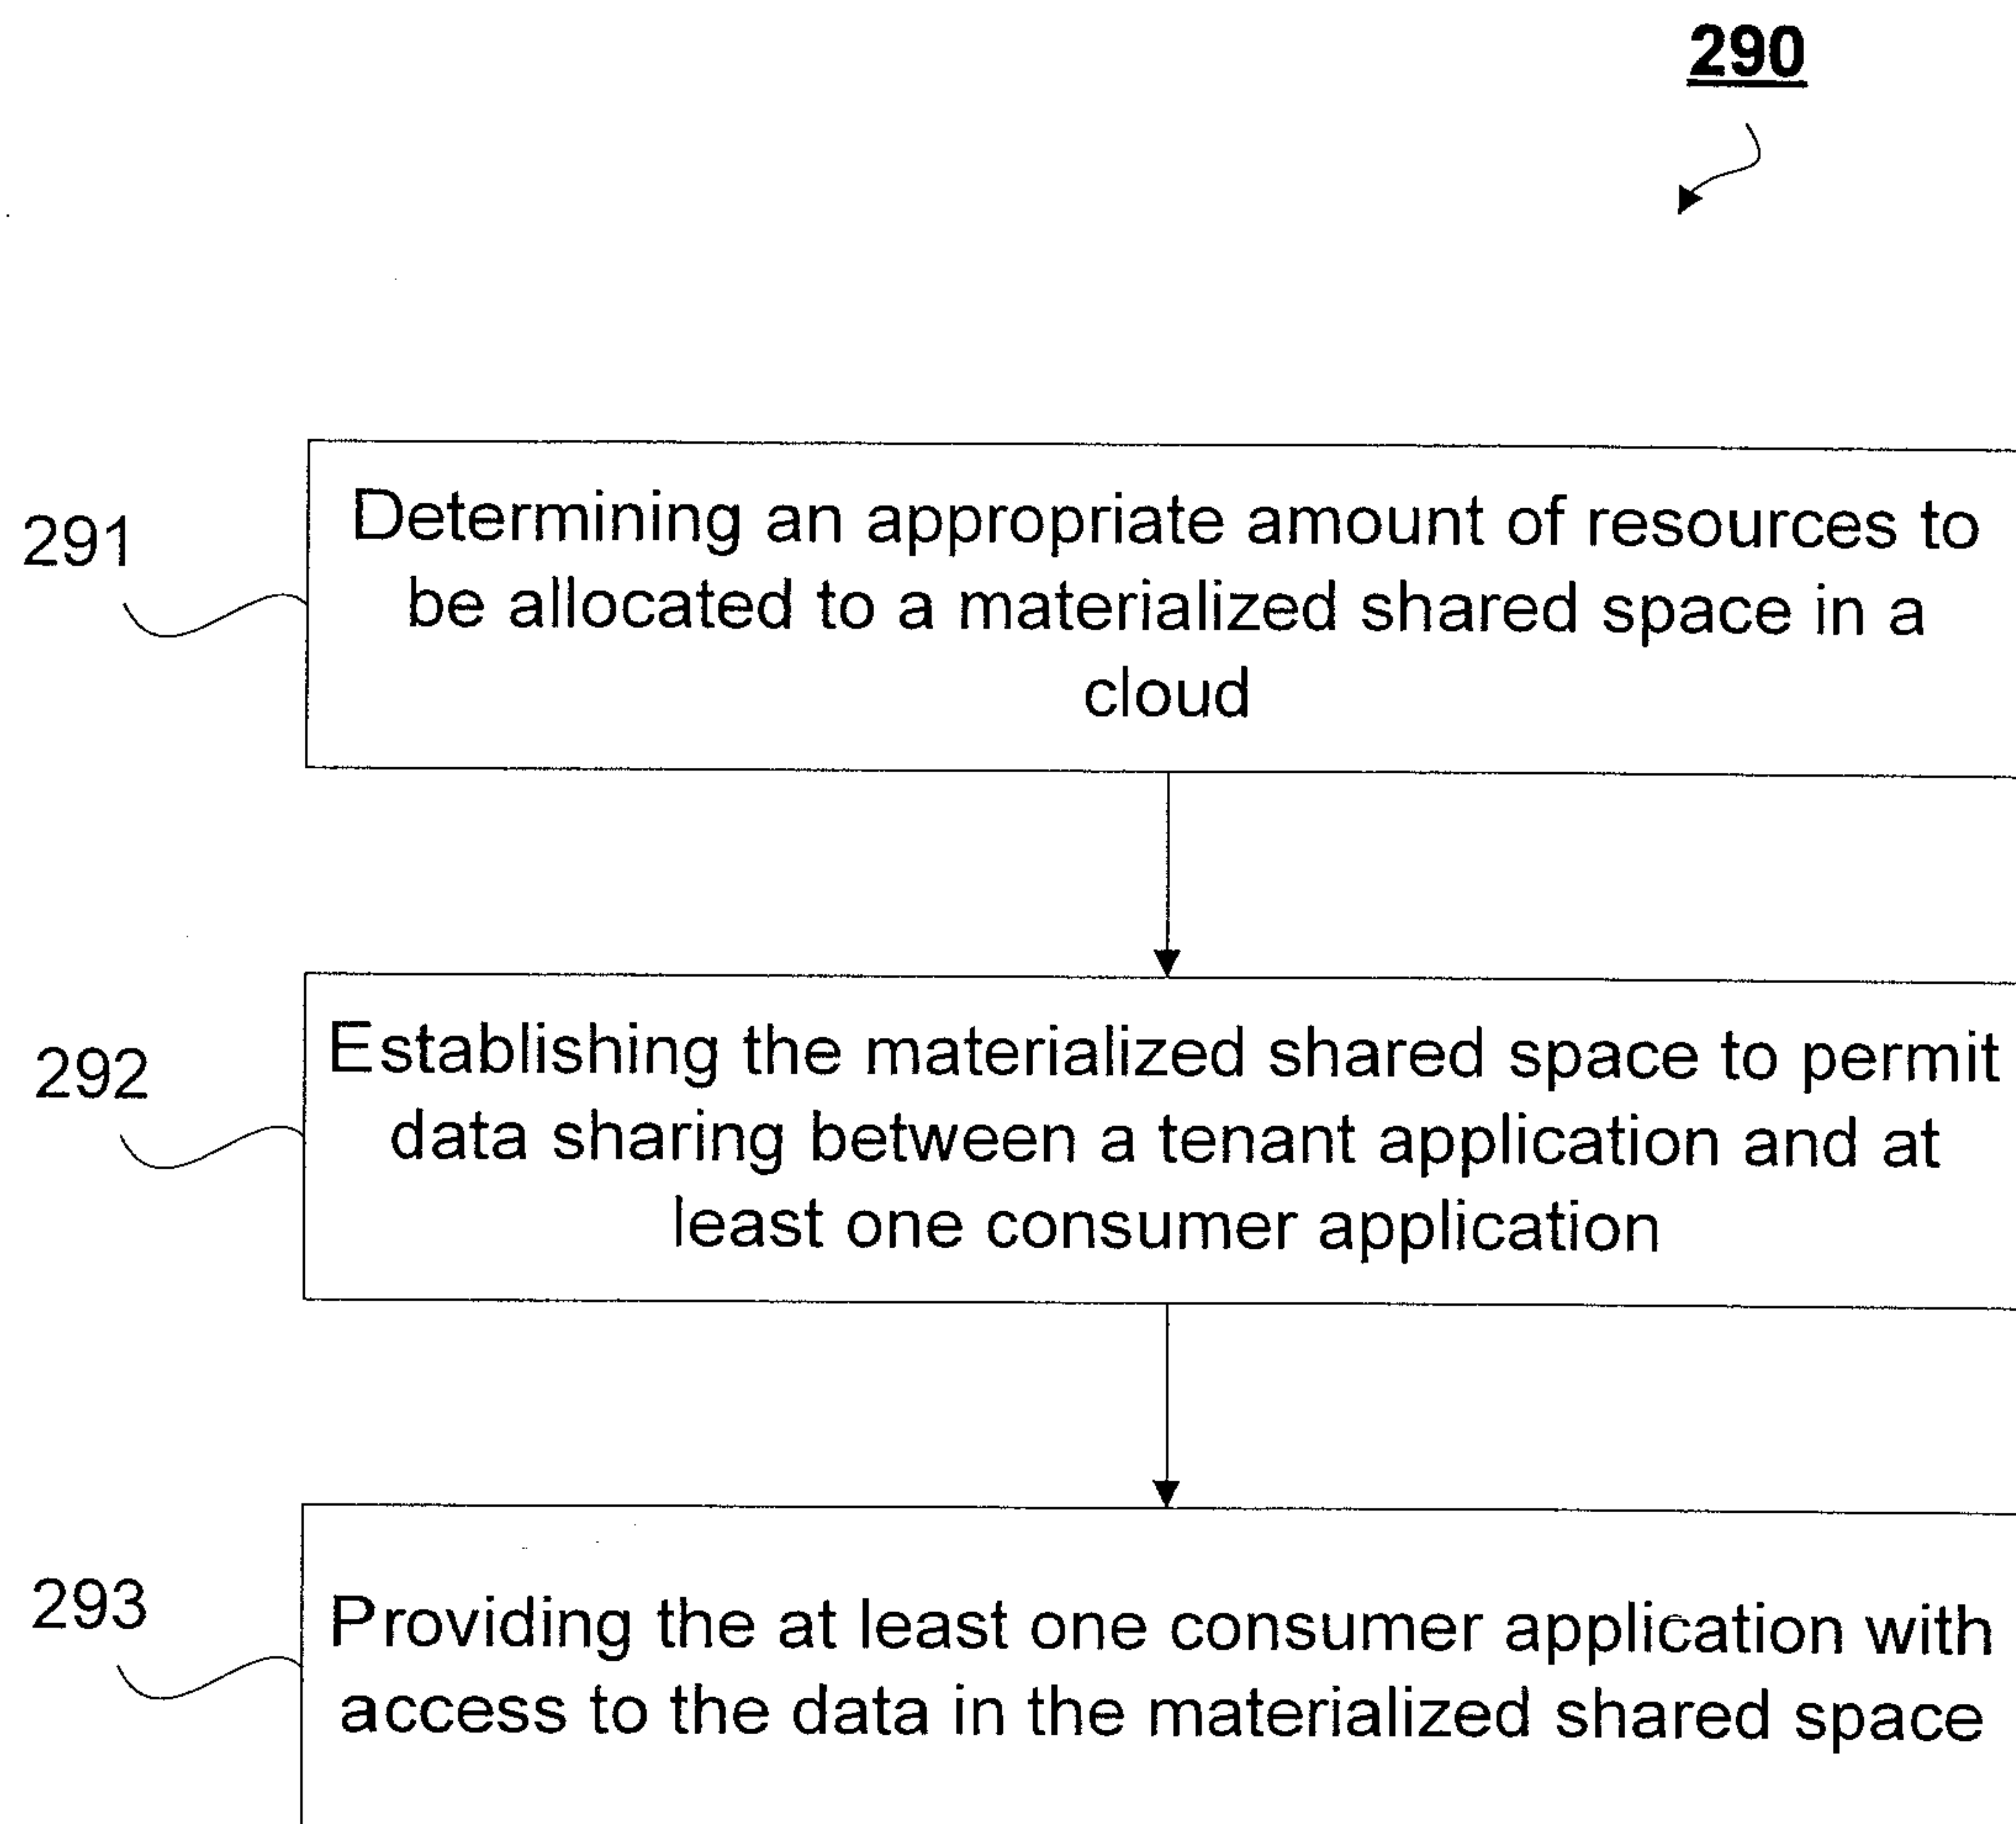 290
291
Determining an appropriate amount of resources to
be allocated to a materialized shared space in a
cloud
292
Establishing the materialized shared space to permit
data sharing between a tenant application and at
least one consumer application
293
Providing the at least one consumer application with
access to the data in the materialized shared space